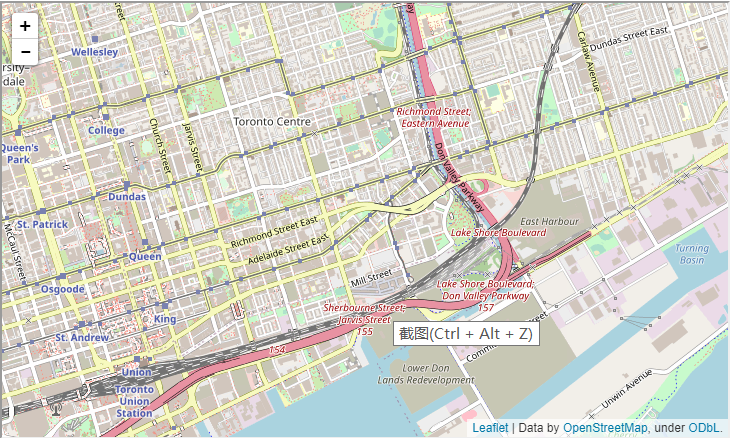 +
−
Wellesley
Dundas Street East
Carlaw Avenue
dale
Toronto Centre
College
Church Street
Jarvis Street
Queen's
Park
Richmond Street;
Eastern Avenue
Don Valley Parkway
Dundas
St. Patrick
McCaul Street
Richmond Street East
Adelaide Street East
Queen
East Harbour
Lake Shore Boulevard
Turning
Basin
Osgoode
Mill Street
Lake Shore Boulevard;
Don Valley Parkway
157
King
Sherbourne Street;
Jarvis Street
155
St. Andrew
154
截图(Ctrl + Alt + Z)
Street
Union
Toronto
Union
Station
Lower Don
Lands Redevelopment
Unwin Avenue
Leaflet | Data by OpenStreetMap, under ODbL.